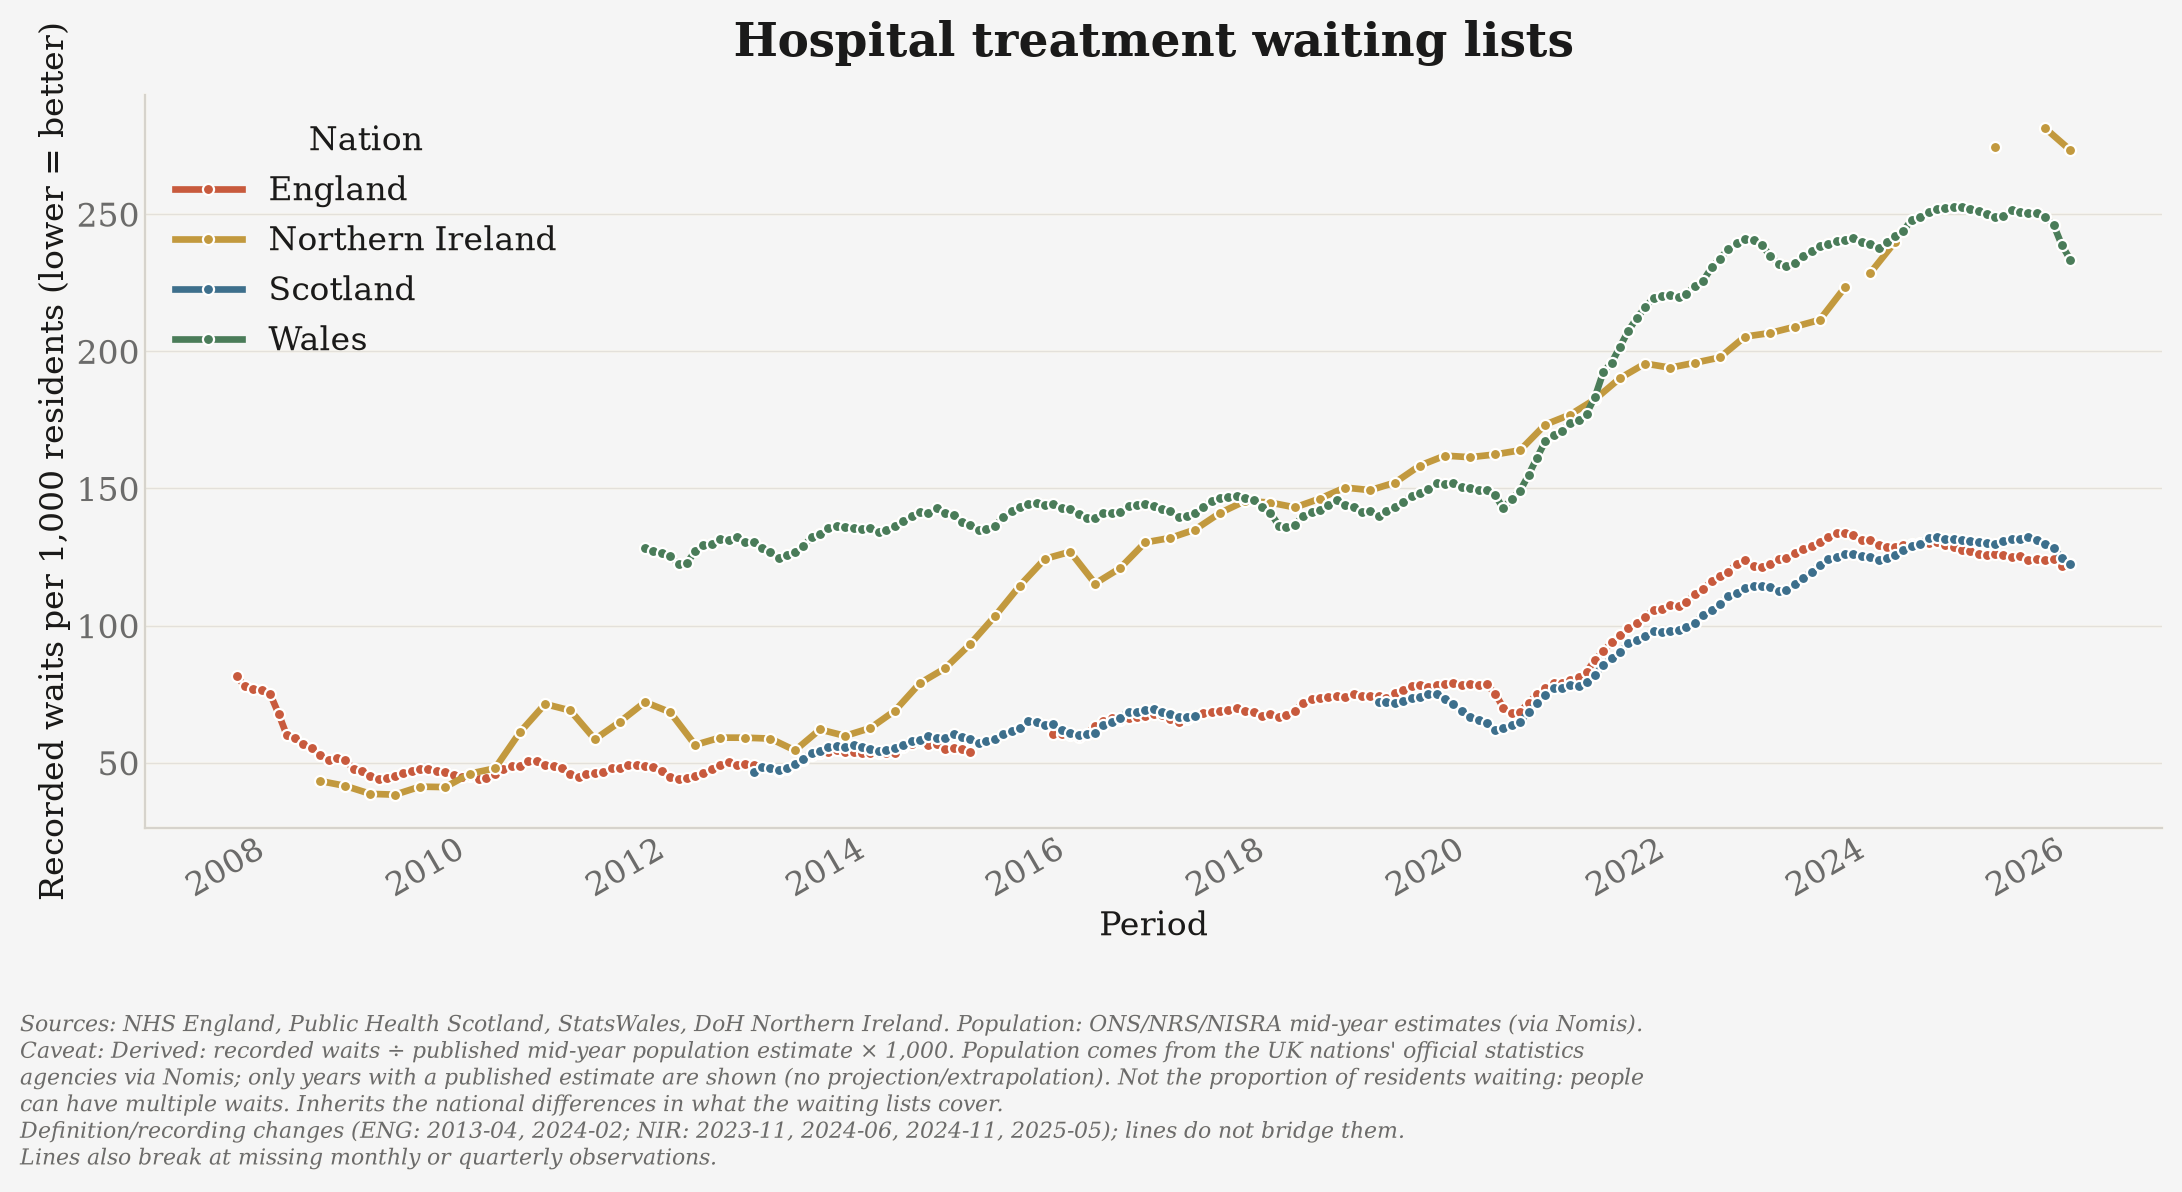 Hospital treatment waiting lists
Recorded waits per 1,000 residents (lower = better)
Nation
England
Northern Ireland
Scotland
Wales
250
200
150
100
50
2008
2010
2012
2014
2016
2018
2020
2022
2024
2026
Period
Sources: NHS England, Public Health Scotland, StatsWales, DoH Northern Ireland. Population: ONS/NRS/NISRA mid-year estimates (via Nomis).
Caveat: Derived: recorded waits ÷ published mid-year population estimate × 1,000. Population comes from the UK nations' official statistics
agencies via Nomis; only years with a published estimate are shown (no projection/extrapolation). Not the proportion of residents waiting: people
can have multiple waits. Inherits the national differences in what the waiting lists cover.
Definition/recording changes (ENG: 2013-04, 2024-02; NIR: 2023-11, 2024-06, 2024-11, 2025-05); lines do not bridge them.
Lines also break at missing monthly or quarterly observations.